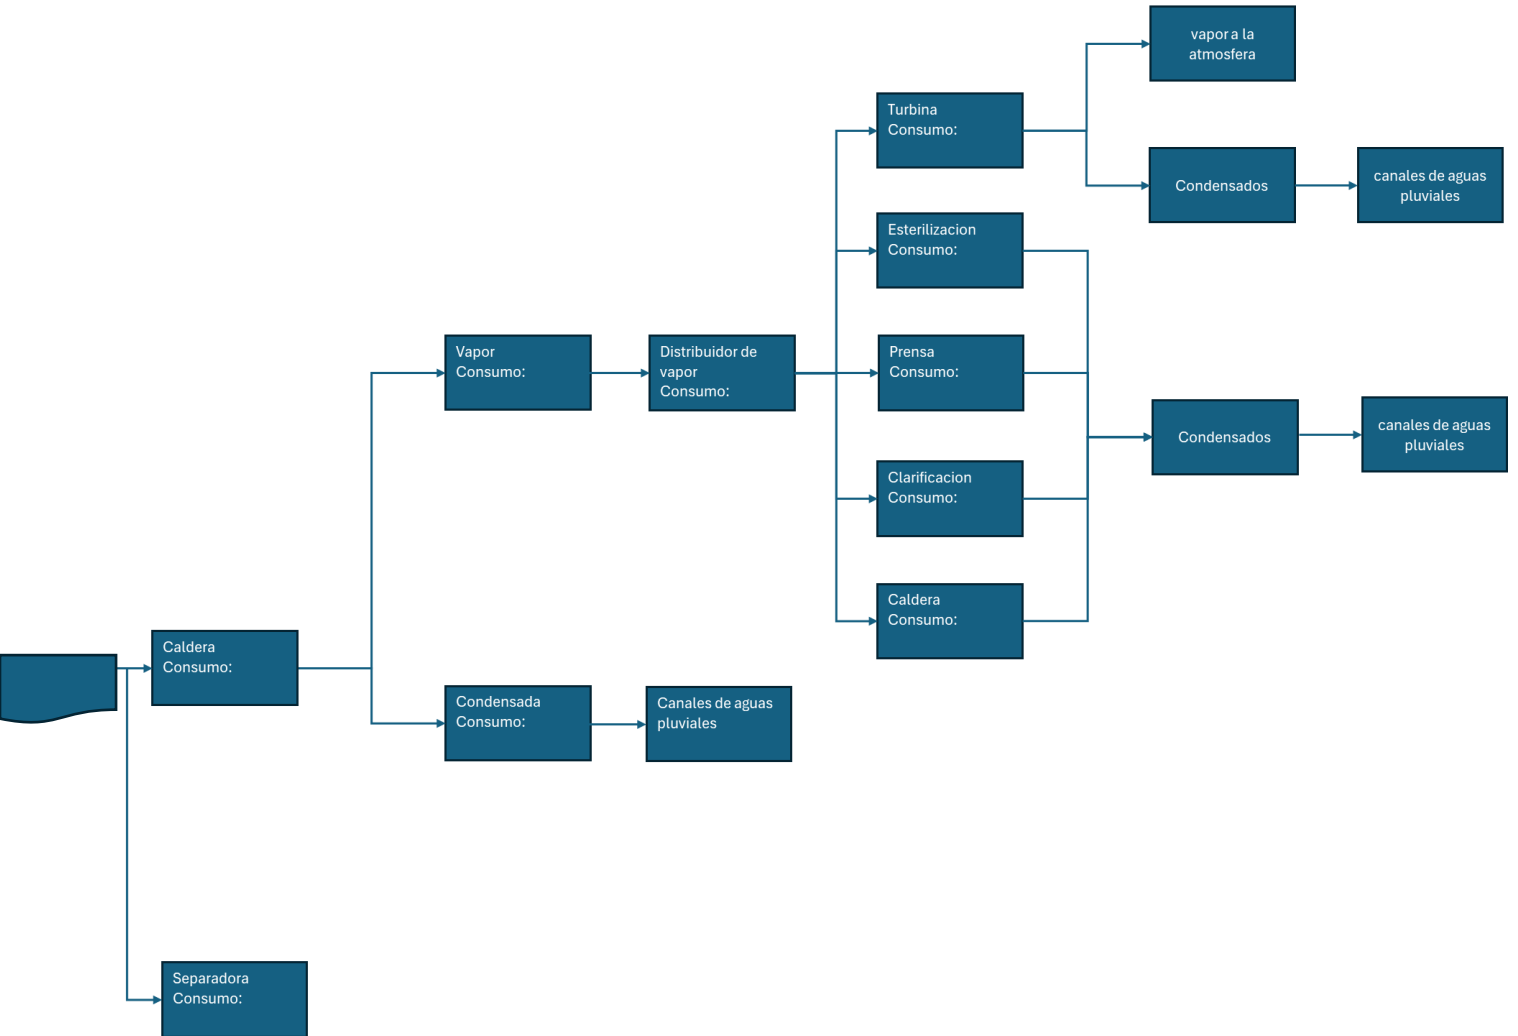 vapor a la
atmosfera
Turbina
Consumo:
Condensados
canales de aguas
pluviales
Esterilizacion
Consumo:
Vapor
Consumo:
Distribuidor de
vapor
Consumo:
Prensa
Consumo:
Condensados
canales de aguas
pluviales
Clarificacion
Consumo:
Caldera
Consumo:
Caldera
Consumo:
Condensada
Consumo:
Canales de aguas
pluviales
Separadora
Consumo: